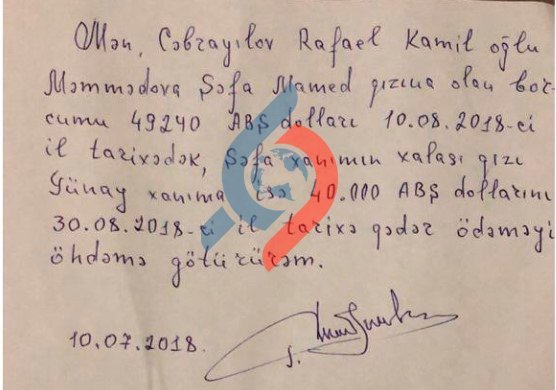 Mən, Cəbrayılov Rafael Kamil oğlu
Məmmədova Şəfa Mamed qızına olan bor-
cumu 49240 ABŞ dolları 10.08.2018-ci
il tarixədək, Şəfa xanımın xalası qızı
Günay xanıma isə 40.000 ABŞ dollarını
30.08.2018-ci il tarixə qədər ödəməyi
öhdəmə götürürəm.
10.07.2018.